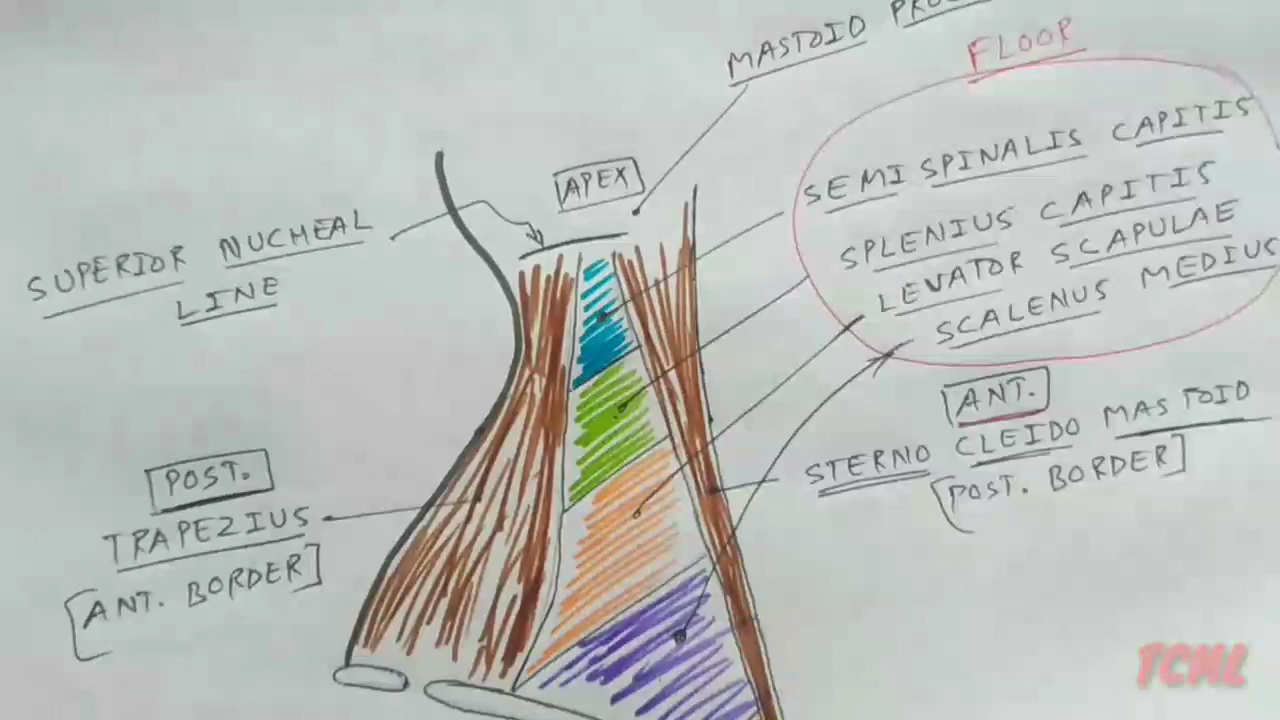 MASTOID
FLOOR
APEX
SEMI SPINALIS CAPITIS
SPLENIUS CAPITIS
LEVATOR SCAPULAE
SCALENUS MEDIUS
SUPERIOR NUCHEAL
LINE
ANT.
STERNO CLEIDO MASTOID
[POST. BORDER]
POST.
TRAPEZIUS
[ANT. BORDER]
TCML